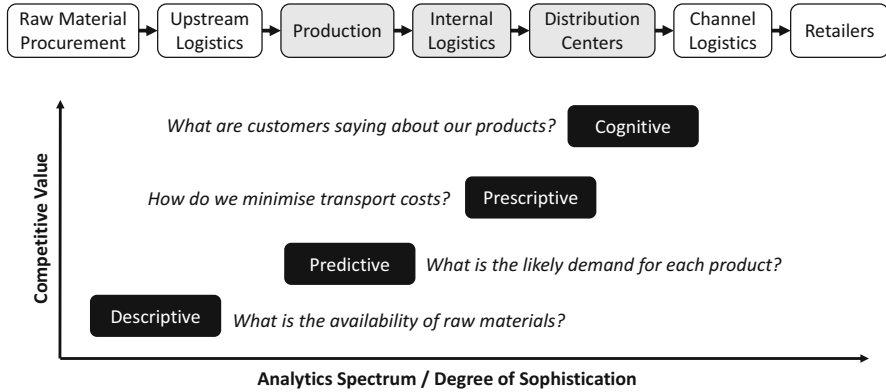 Raw Material
Procurement
Upstream
Logistics
Production
Internal
Logistics
Distribution
Centers
Channel
Logistics
Retailers
Competitive Value
What are customers saying about our products?
Cognitive
How do we minimise transport costs?
Prescriptive
Predictive
What is the likely demand for each product?
Descriptive
What is the availability of raw materials?
Analytics Spectrum / Degree of Sophistication